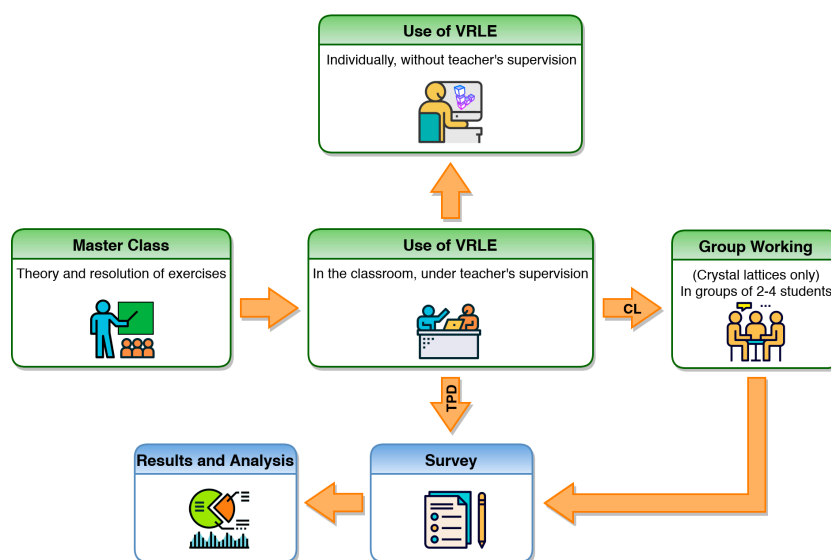 Use of VRLE
Individually, without teacher's supervision
Master Class
Theory and resolution of exercises
Use of VRLE
In the classroom, under teacher's supervision
CL
Group Working
(Crystal lattices only)
In groups of 2-4 students
TPD
Results and Analysis
Survey